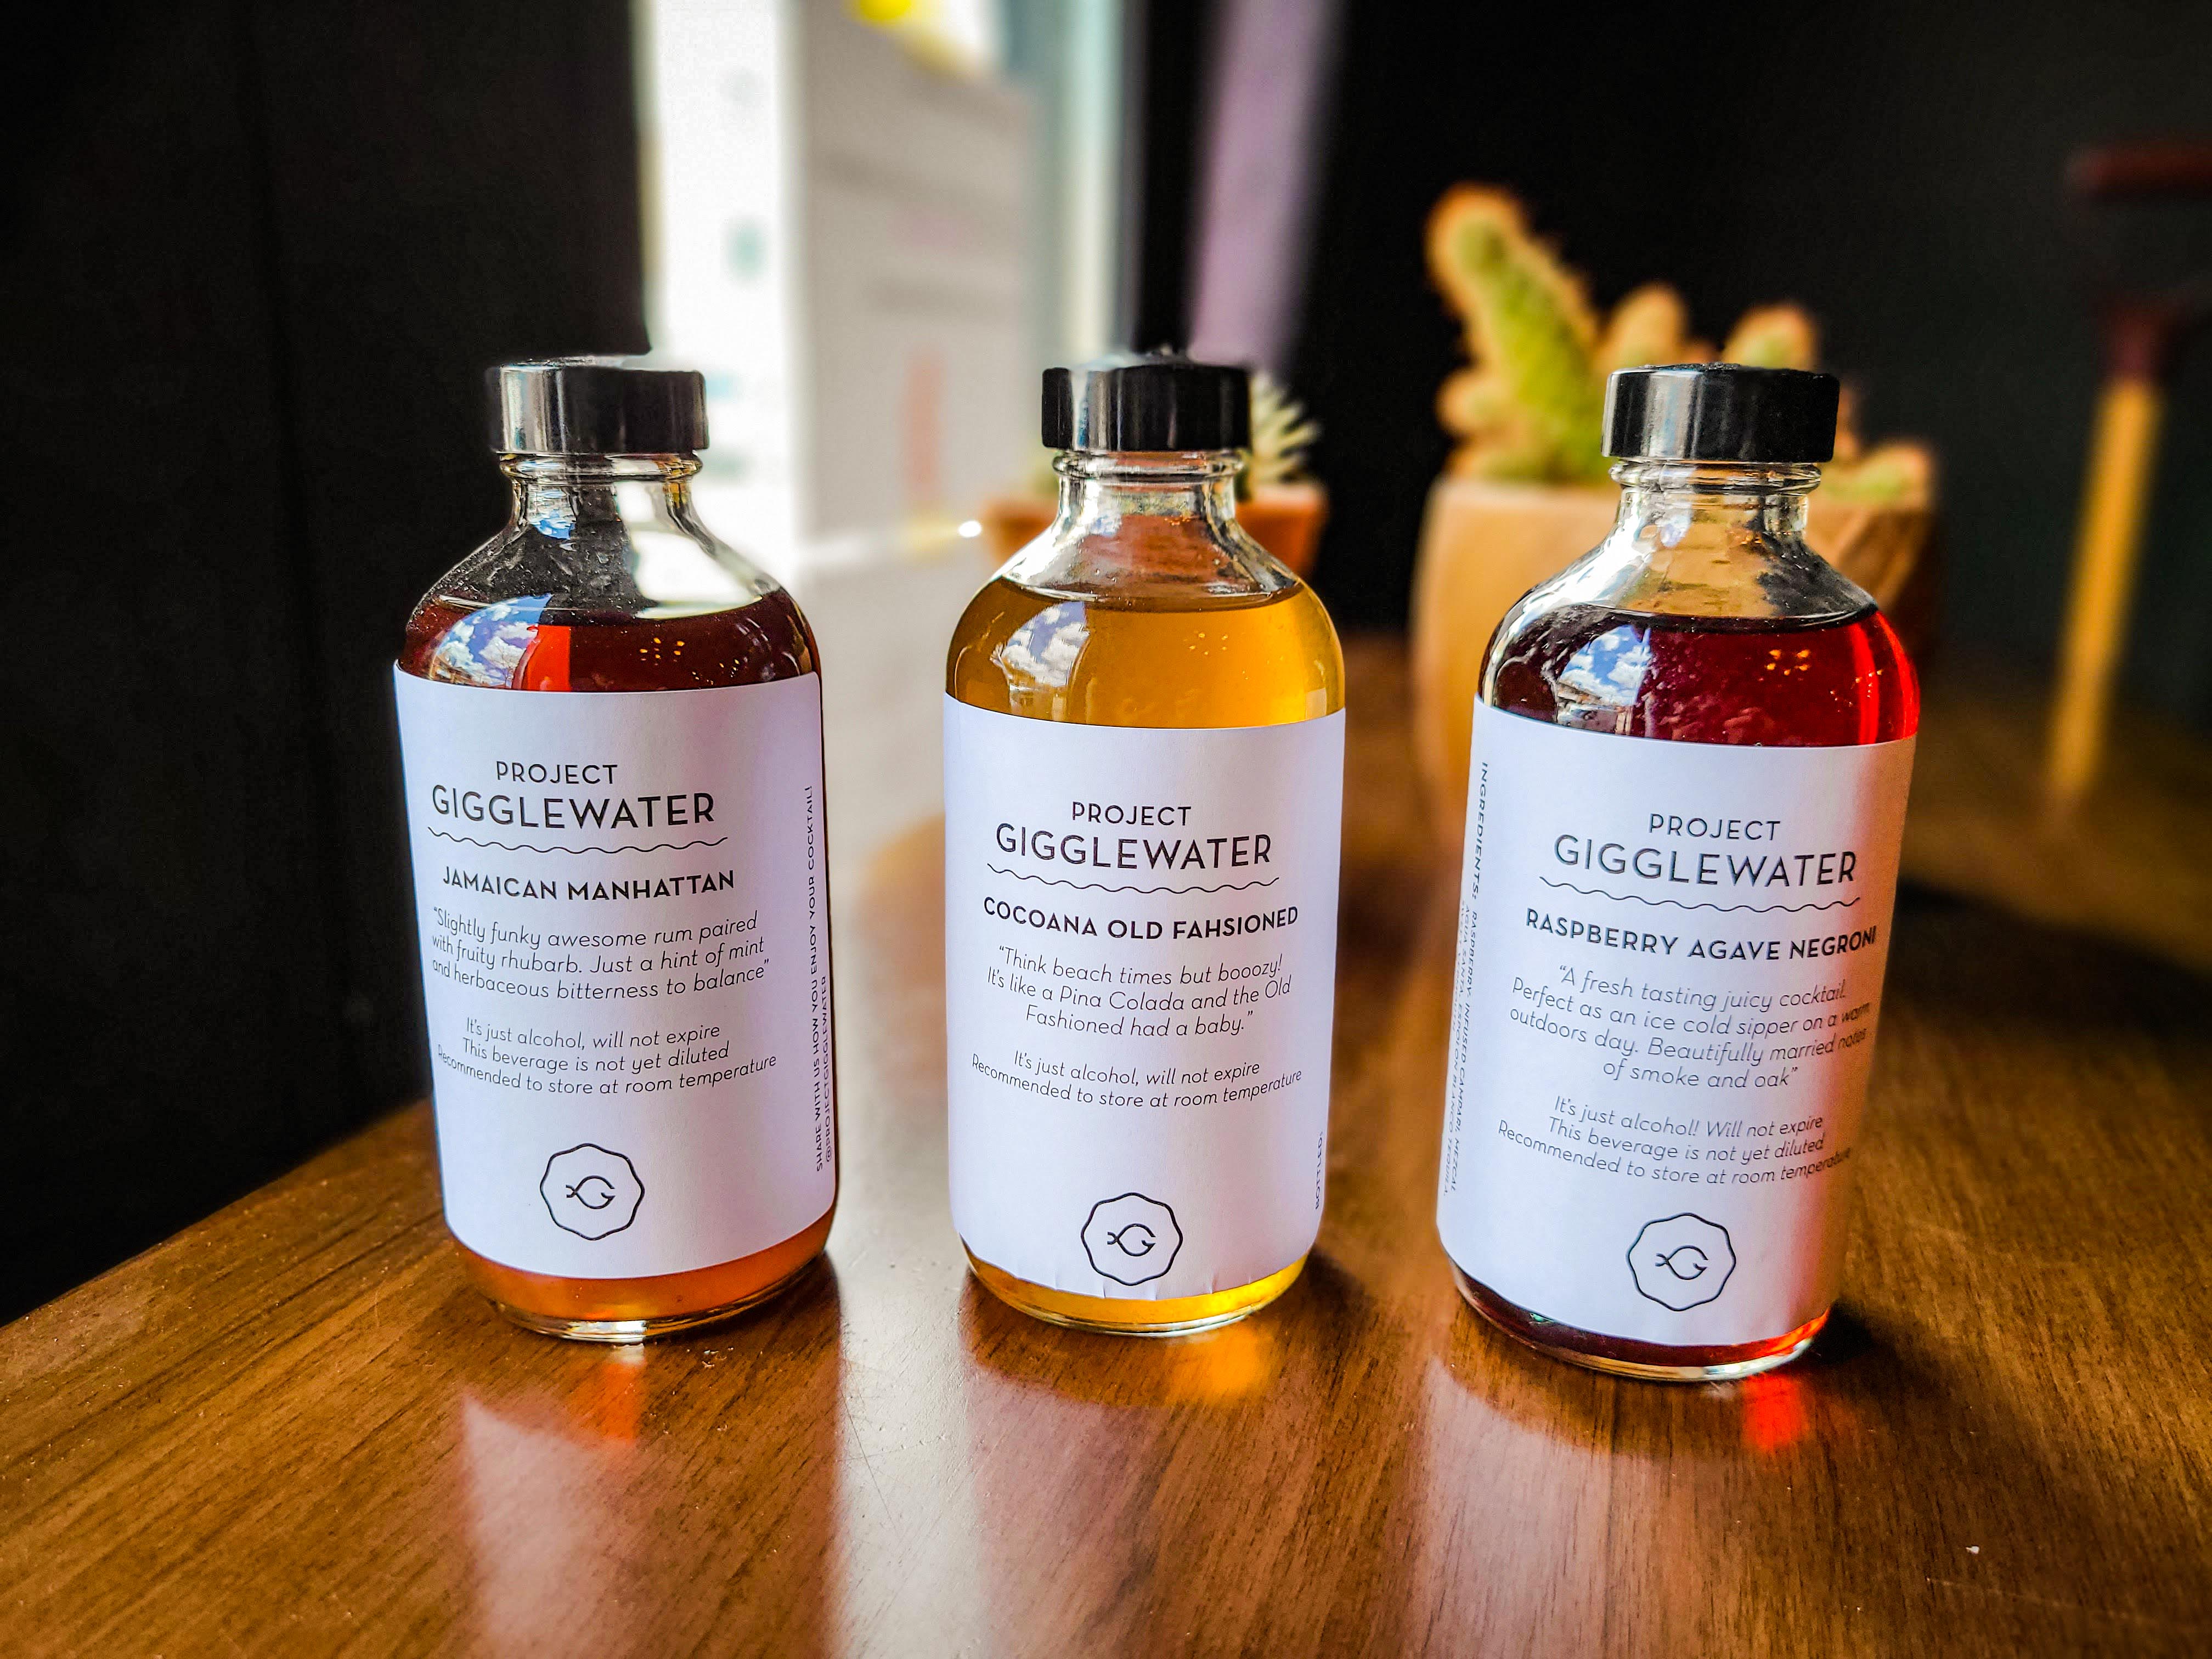 PROJECT
GIGGLEWATER
JAMAICAN MANHATTAN
“Slightly funky awesome rum paired
with fruity rhubarb. Just a hint of mint
and herbaceous bitterness to balance”
It's just alcohol, will not expire
This beverage is not yet diluted
Recommended to store at room temperature
SHARE WITH US HOW YOU ENJOY YOUR COCKTAIL!
@PROJECTGIGGLEWATER
PROJECT
GIGGLEWATER
COCOANA OLD FAHSIONED
“Think beach times but booozy!
It's like a Pina Colada and the Old
Fashioned had a baby.”
It's just alcohol, will not expire
Recommended to store at room temperature
BOTTLED:
INGREDIENTS: RASPBERRY INFUSED CAMPARI, MEZCAL
PROJECT
GIGGLEWATER
RASPBERRY AGAVE NEGRONI
“A fresh tasting juicy cocktail.
Perfect as an ice cold sipper on a warm
outdoors day. Beautifully married notes
of smoke and oak”
It's just alcohol! Will not expire
This beverage is not yet diluted
Recommended to store at room temperature